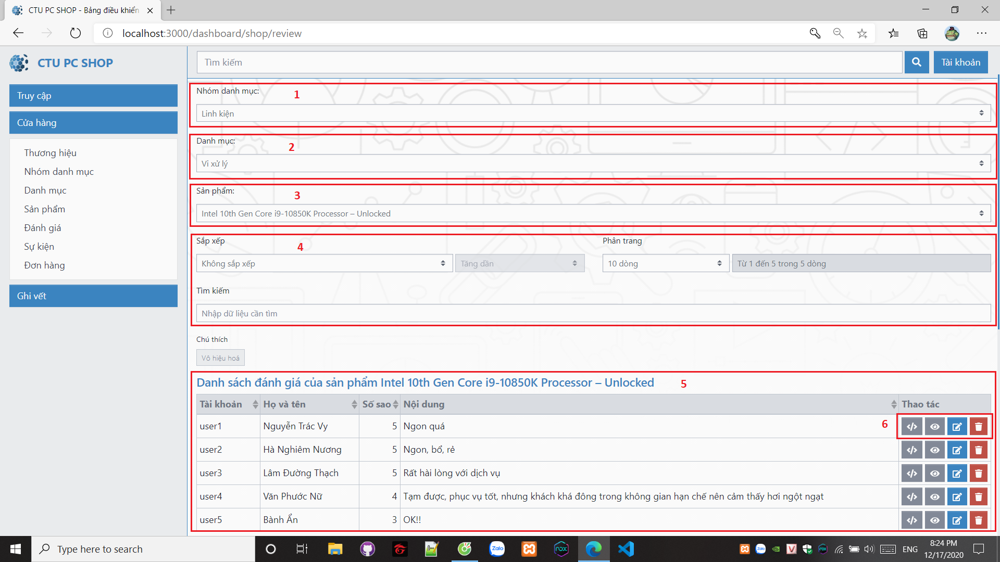 CTU PC SHOP - Bảng điều khiển
localhost:3000/dashboard/shop/review
CTU PC SHOP
Tìm kiếm
Tài khoản
Truy cập
Cửa hàng
Thương hiệu
Nhóm danh mục
Danh mục
Sản phẩm
Đánh giá
Sự kiện
Đơn hàng
Ghi vết
Nhóm danh mục:
1
Linh kiện
Danh mục:
2
Vi xử lý
Sản phẩm:
3
Intel 10th Gen Core i9-10850K Processor – Unlocked
Sắp xếp
4
Phân trang
Không sắp xếp
Tăng dần
10 dòng
Từ 1 đến 5 trong 5 dòng
Tìm kiếm
Nhập dữ liệu cần tìm
Chú thích
Vô hiệu hoá
Danh sách đánh giá của sản phẩm Intel 10th Gen Core i9-10850K Processor – Unlocked
5
Tài khoản Họ và tên Số sao Nội dung Thao tác
user1 Nguyễn Trác Vy 5 Ngon quá
6
user2 Hà Nghiêm Nương 5 Ngon, bổ, rẻ
user3 Lâm Đường Thạch 5 Rất hài lòng với dịch vụ
user4 Văn Phước Nữ 4 Tạm được, phục vụ tốt, nhưng khách khá đông trong không gian hạn chế nên cảm thấy hơi ngột ngạt
user5 Bành Ẩn 3 OK!!
Type here to search
Zalo
nox
ENG
8:24 PM
12/17/2020